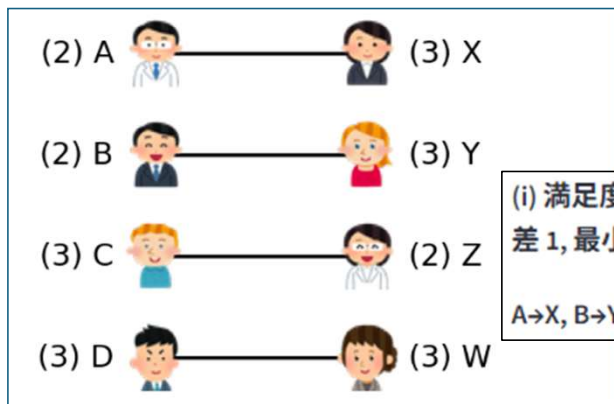 (2) A (3) X
(2) B (3) Y
(3) C (2) Z
(3) D (3) W
(i) 満足度
差 1, 最小
A→X, B→Y